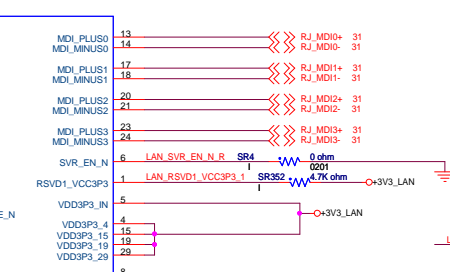 MDI_PLUS0 13 RJ_MDI0+ 31
MDI_MINUS0 14 RJ_MDI0- 31
MDI_PLUS1 17 RJ_MDI1+ 31
MDI_MINUS1 18 RJ_MDI1- 31
MDI_PLUS2 20 RJ_MDI2+ 31
MDI_MINUS2 21 RJ_MDI2- 31
MDI_PLUS3 23 RJ_MDI3+ 31
MDI_MINUS3 24 RJ_MDI3- 31
SVR_EN_N 6 LAN_SVR_EN_N_R SR4 0 ohm
I 0201
RSVD1_VCC3P3 1 LAN_RSVD1_VCC3P3_1 SR352 4.7K ohm +3V3_LAN
I
VDD3P3_IN 5
E_N +3V3_LAN
VDD3P3_4 4
VDD3P3_15 15
VDD3P3_19 19
VDD3P3_29 29